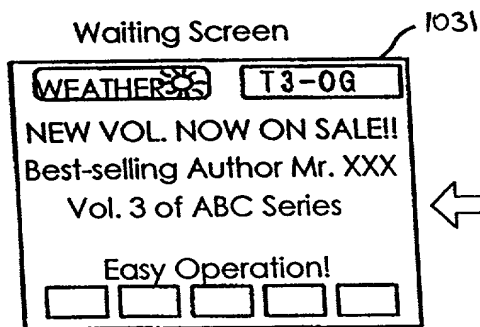 Waiting Screen
1031
WEATHER
T3-0G
NEW VOL. NOW ON SALE!!
Best-selling Author Mr. XXX
Vol. 3 of ABC Series
Easy Operation!